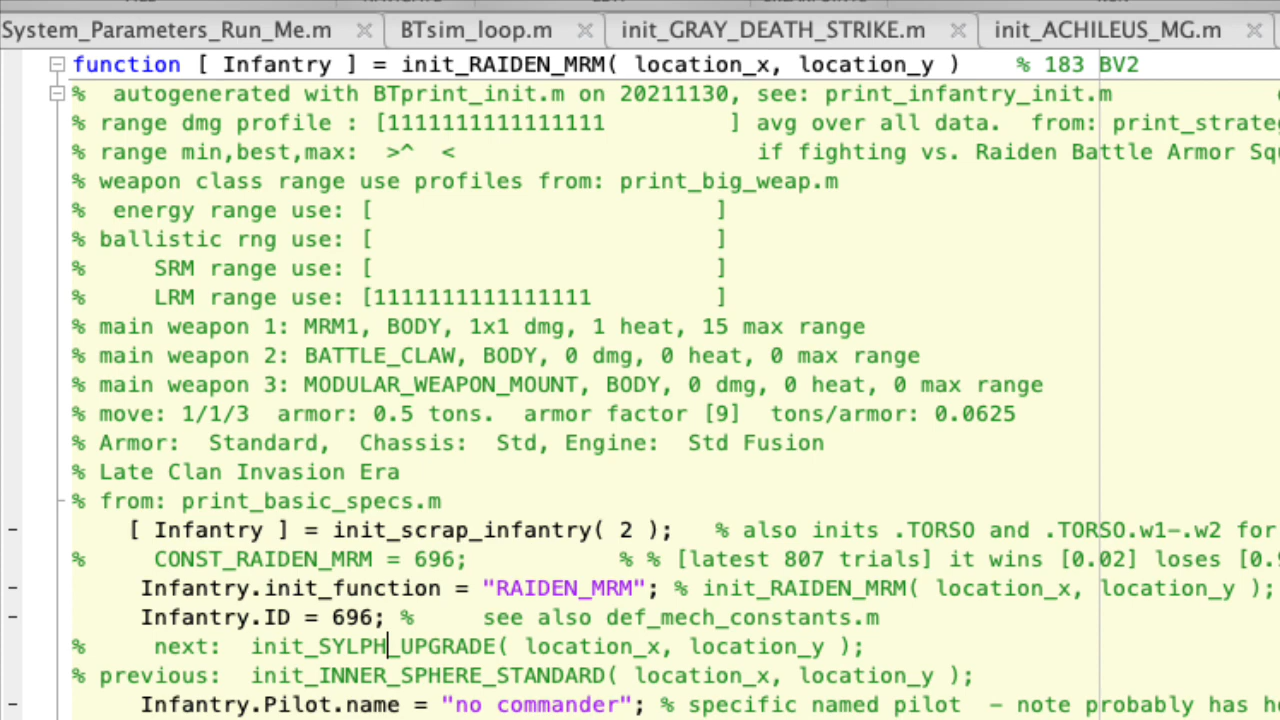 System_Parameters_Run_Me.m × BTsim_loop.m × init_GRAY_DEATH_STRIKE.m × init_ACHILEUS_MG.m ×
function [ Infantry ] = init_RAIDEN_MRM( location_x, location_y )    % 183 BV2
%  autogenerated with BTprint_init.m on 20211130, see: print_infantry_init.m
% range dmg profile : [1111111111111111         ] avg over all data.  from: print_strate
% range min,best,max:  >^  <                      if fighting vs. Raiden Battle Armor Squ
% weapon class range use profiles from: print_big_weap.m
%  energy range use: [                         ]
% ballistic rng use: [                         ]
%     SRM range use: [                         ]
%     LRM range use: [1111111111111111         ]
% main weapon 1: MRM1, BODY, 1x1 dmg, 1 heat, 15 max range
% main weapon 2: BATTLE_CLAW, BODY, 0 dmg, 0 heat, 0 max range
% main weapon 3: MODULAR_WEAPON_MOUNT, BODY, 0 dmg, 0 heat, 0 max range
% move: 1/1/3  armor: 0.5 tons.  armor factor [9]  tons/armor: 0.0625
% Armor:  Standard,  Chassis:  Std, Engine:  Std Fusion
% Late Clan Invasion Era
% from: print_basic_specs.m
[ Infantry ] = init_scrap_infantry( 2 );   % also inits .TORSO and .TORSO.w1-.w2 for
%     CONST_RAIDEN_MRM = 696;           % % [latest 807 trials] it wins [0.02] loses [0.9
Infantry.init_function = "RAIDEN_MRM"; % init_RAIDEN_MRM( location_x, location_y );
Infantry.ID = 696; %     see also def_mech_constants.m
%     next:  init_SYLPH_UPGRADE( location_x, location_y );
% previous:  init_INNER_SPHERE_STANDARD( location_x, location_y );
Infantry.Pilot.name = "no commander"; % specific named pilot  - note probably has